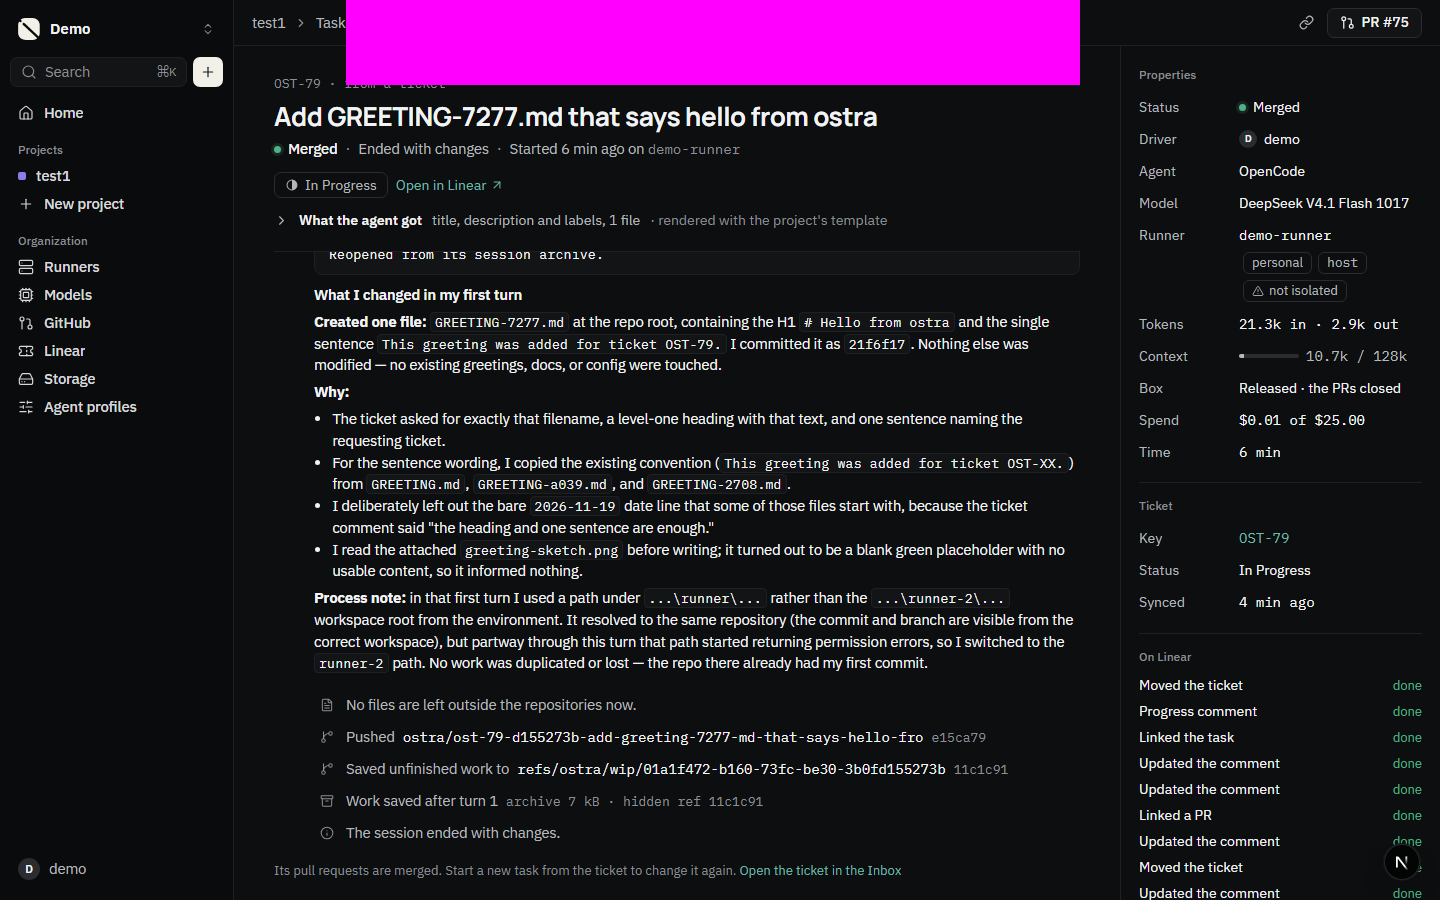 Demo
Search ⌘K
Home
Projects
test1
New project
Organization
Runners
Models
GitHub
Linear
Storage
Agent profiles
D demo
test1 > Task
PR #75
OST-79 ·
Add GREETING-7277.md that says hello from ostra
Merged · Ended with changes · Started 6 min ago on demo-runner
In Progress Open in Linear ↗
What the agent got title, description and labels, 1 file · rendered with the project's template
Reopened from its session archive.
What I changed in my first turn
Created one file: GREETING-7277.md at the repo root, containing the H1 # Hello from ostra and the single
sentence This greeting was added for ticket OST-79. I committed it as 21f6f17. Nothing else was
modified — no existing greetings, docs, or config were touched.
Why:
• The ticket asked for exactly that filename, a level-one heading with that text, and one sentence naming the
requesting ticket.
• For the sentence wording, I copied the existing convention ( This greeting was added for ticket OST-XX. )
from GREETING.md, GREETING-a039.md, and GREETING-2708.md.
• I deliberately left out the bare 2026-11-19 date line that some of those files start with, because the ticket
comment said "the heading and one sentence are enough."
• I read the attached greeting-sketch.png before writing; it turned out to be a blank green placeholder with no
usable content, so it informed nothing.
Process note: in that first turn I used a path under ...\runner\... rather than the ...\runner-2\...
workspace root from the environment. It resolved to the same repository (the commit and branch are visible from the
correct workspace), but partway through this turn that path started returning permission errors, so I switched to the
runner-2 path. No work was duplicated or lost — the repo there already had my first commit.
No files are left outside the repositories now.
Pushed ostra/ost-79-d155273b-add-greeting-7277-md-that-says-hello-fro e15ca79
Saved unfinished work to refs/ostra/wip/01a1f472-b160-73fc-be30-3b0fd155273b 11c1c91
Work saved after turn 1 archive 7 kB · hidden ref 11c1c91
The session ended with changes.
Its pull requests are merged. Start a new task from the ticket to change it again. Open the ticket in the Inbox
Properties
Status Merged
Driver D demo
Agent OpenCode
Model DeepSeek V4.1 Flash 1017
Runner demo-runner
personal host
not isolated
Tokens 21.3k in · 2.9k out
Context 10.7k / 128k
Box Released · the PRs closed
Spend $0.01 of $25.00
Time 6 min
Ticket
Key OST-79
Status In Progress
Synced 4 min ago
On Linear
Moved the ticket done
Progress comment done
Linked the task done
Updated the comment done
Updated the comment done
Linked a PR done
Updated the comment done
Moved the ticket
Updated the comment done